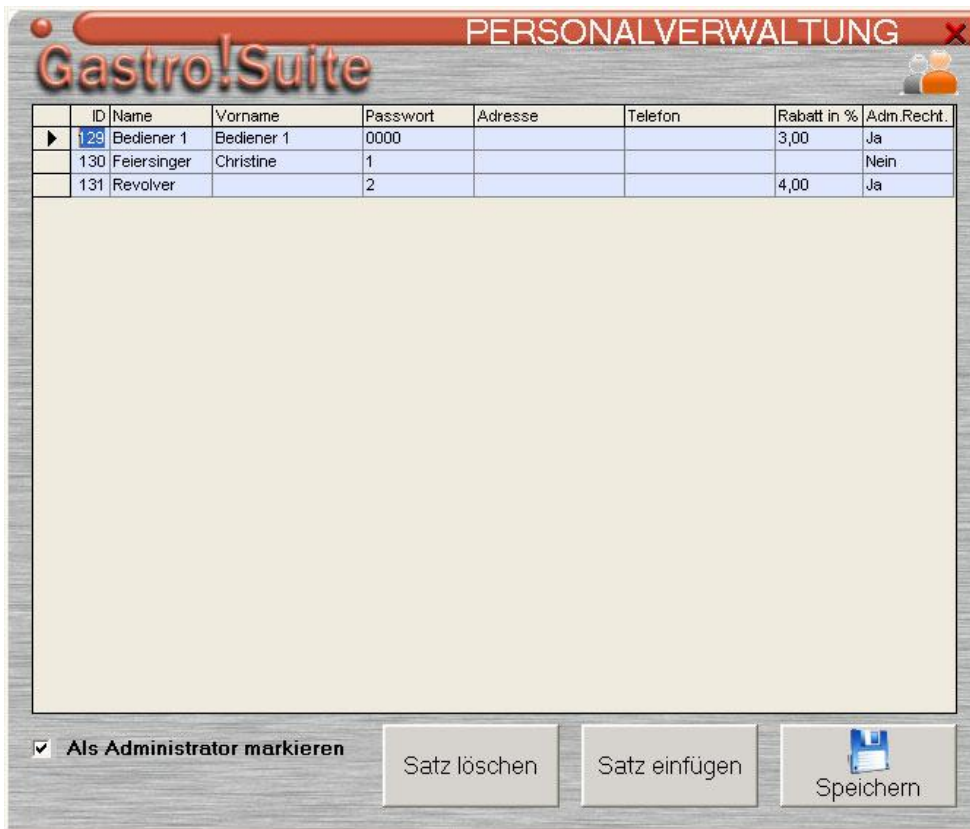 PERSONALVERWALTUNG
Gastro!Suite
ID Name Vorname Passwort Adresse Telefon Rabatt in % Adm.Recht.
129 Bediener 1 Bediener 1 0000 3,00 Ja
130 Feiersinger Christine 1 Nein
131 Revolver 2 4,00 Ja
Als Administrator markieren
Satz löschen
Satz einfügen
Speichern